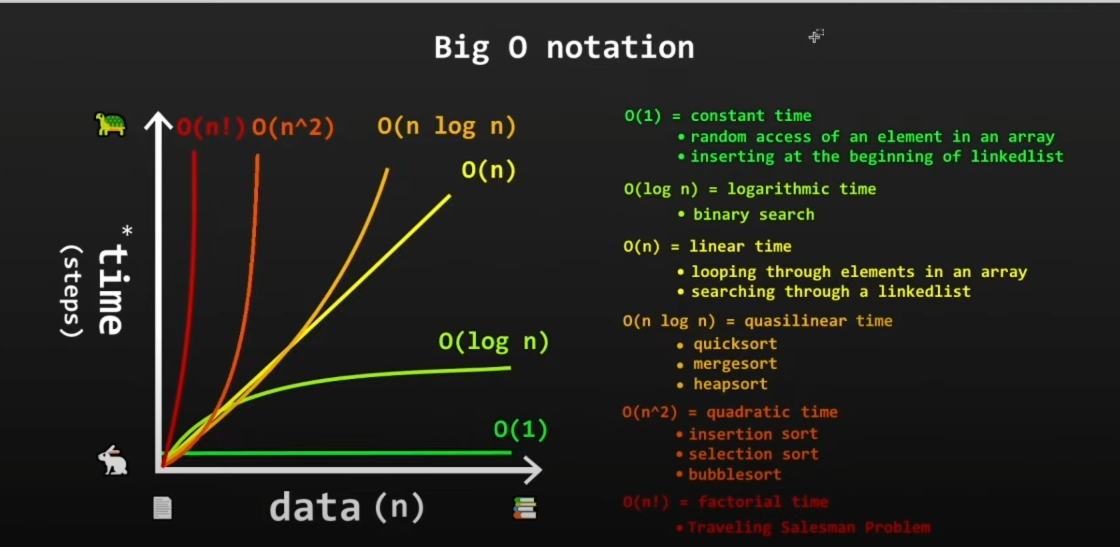 Big O notation
O(n!) O(n^2) O(n log n)
O(n)
O(log n)
O(1)
*time
(steps)
data (n)
O(1) = constant time
• random access of an element in an array
• inserting at the beginning of linkedlist
O(log n) = logarithmic time
• binary search
O(n) = linear time
• looping through elements in an array
• searching through a linkedlist
O(n log n) = quasilinear time
• quicksort
• mergesort
• heapsort
O(n^2) = quadratic time
• insertion sort
• selection sort
• bubblesort
O(n!) = factorial time
• Traveling Salesman Problem